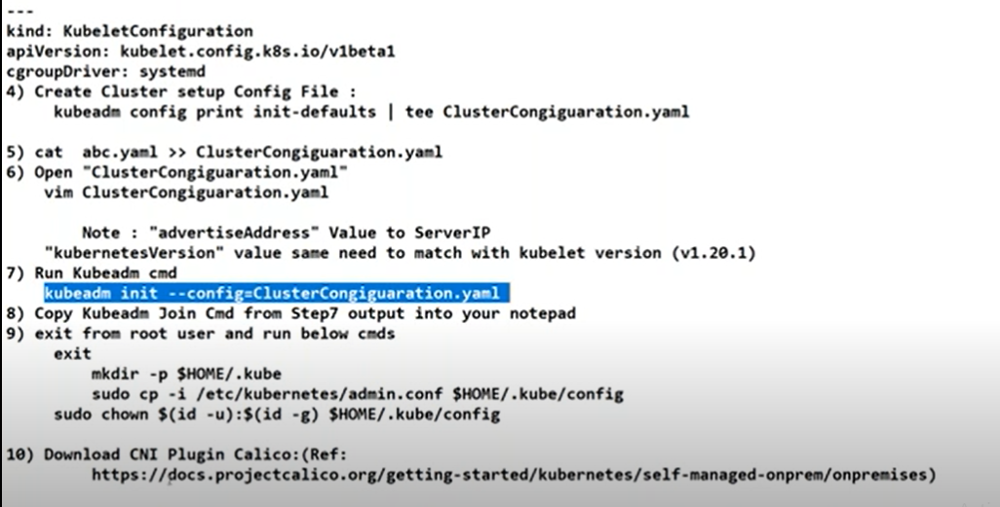 ---
kind: KubeletConfiguration
apiVersion: kubelet.config.k8s.io/v1beta1
cgroupDriver: systemd
4) Create Cluster setup Config File :
kubeadm config print init-defaults | tee ClusterCongiguaration.yaml
5) cat  abc.yaml >> ClusterCongiguaration.yaml
6) Open "ClusterCongiguaration.yaml"
vim ClusterCongiguaration.yaml
Note : "advertiseAddress" Value to ServerIP
"kubernetesVersion" value same need to match with kubelet version (v1.20.1)
7) Run Kubeadm cmd
kubeadm init --config=ClusterCongiguaration.yaml
8) Copy Kubeadm Join Cmd from Step7 output into your notepad
9) exit from root user and run below cmds
exit
mkdir -p $HOME/.kube
sudo cp -i /etc/kubernetes/admin.conf $HOME/.kube/config
sudo chown $(id -u):$(id -g) $HOME/.kube/config
10) Download CNI Plugin Calico:(Ref:
https://docs.projectcalico.org/getting-started/kubernetes/self-managed-onprem/onpremises)